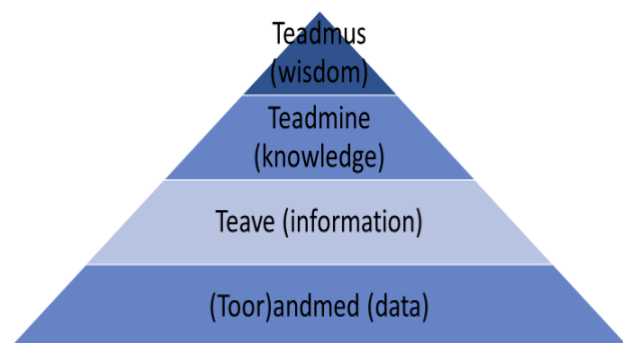 Teadmus
(wisdom)
Teadmine
(knowledge)
Teave (information)
(Toor)andmed (data)